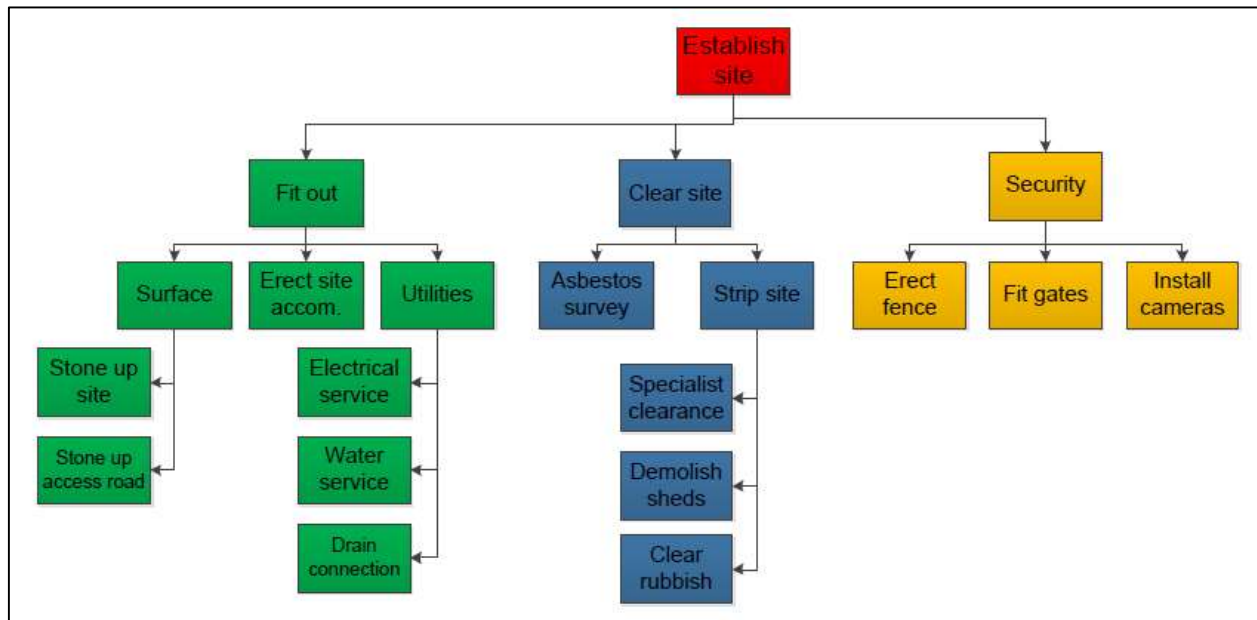 Establish
site
Fit out
Clear site
Security
Surface
Erect site
accom.
Utilities
Asbestos
survey
Strip site
Erect
fence
Fit gates
Install
cameras
Stone up
site
Electrical
service
Specialist
clearance
Stone up
access road
Water
service
Demolish
sheds
Drain
connection
Clear
rubbish